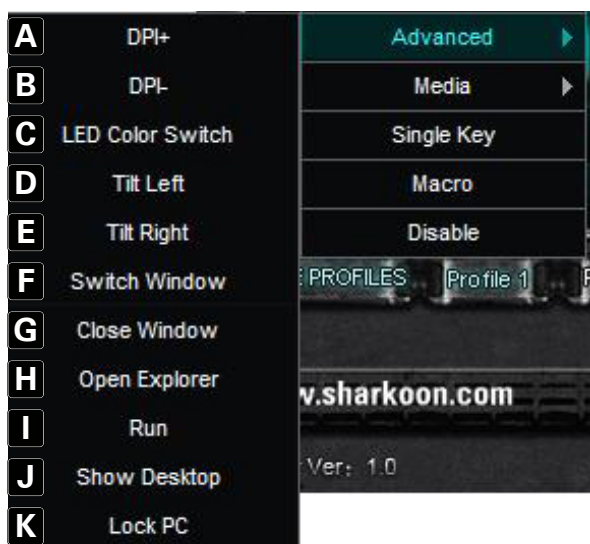 A DPI+
B DPI-
C LED Color Switch
D Tilt Left
E Tilt Right
F Switch Window
G Close Window
H Open Explorer
I Run
J Show Desktop
K Lock PC
Advanced
Media
Single Key
Macro
Disable
E PROFILES Profile 1
w.sharkoon.com
Ver: 1.0